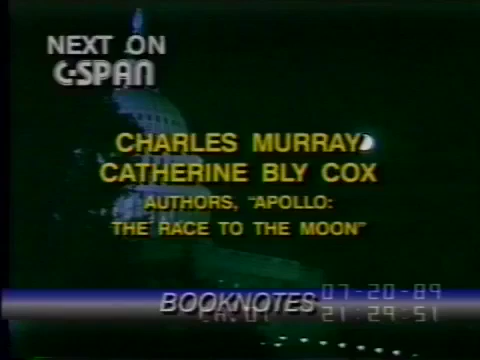 NEXT ON
C-SPAN
CHARLES MURRAY
CATHERINE BLY COX
AUTHORS, "APOLLO:
THE RACE TO THE MOON"
BOOKNOTES
07-20-89
21:29:51